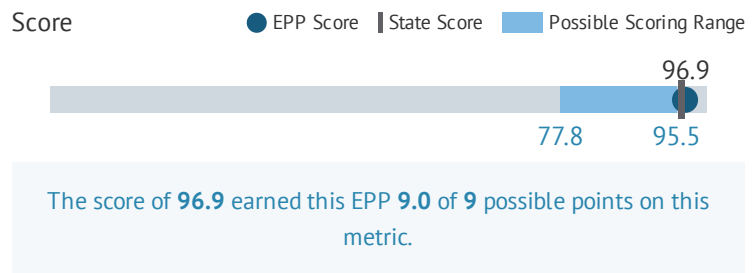 Score EPP Score State Score Possible Scoring Range
96.9
77.8 95.5
The score of 96.9 earned this EPP 9.0 of 9 possible points on this
metric.